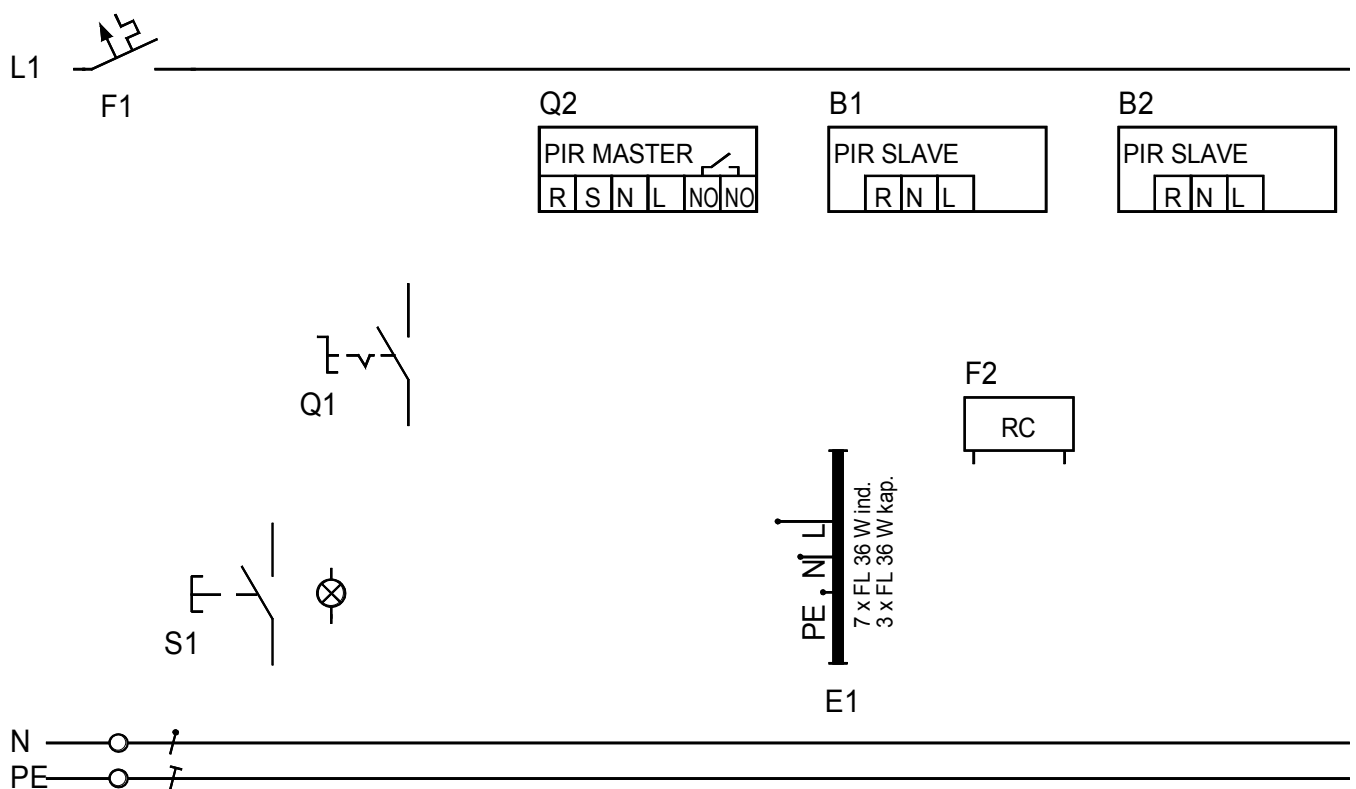 L1
F1
Q2
PIR MASTER
R S N L NO NO
B1
PIR SLAVE
R N L
B2
PIR SLAVE
R N L
Q1
F2
RC
S1
L
N
PE
7 x FL 36 W ind.
3 x FL 36 W kap.
E1
N
PE